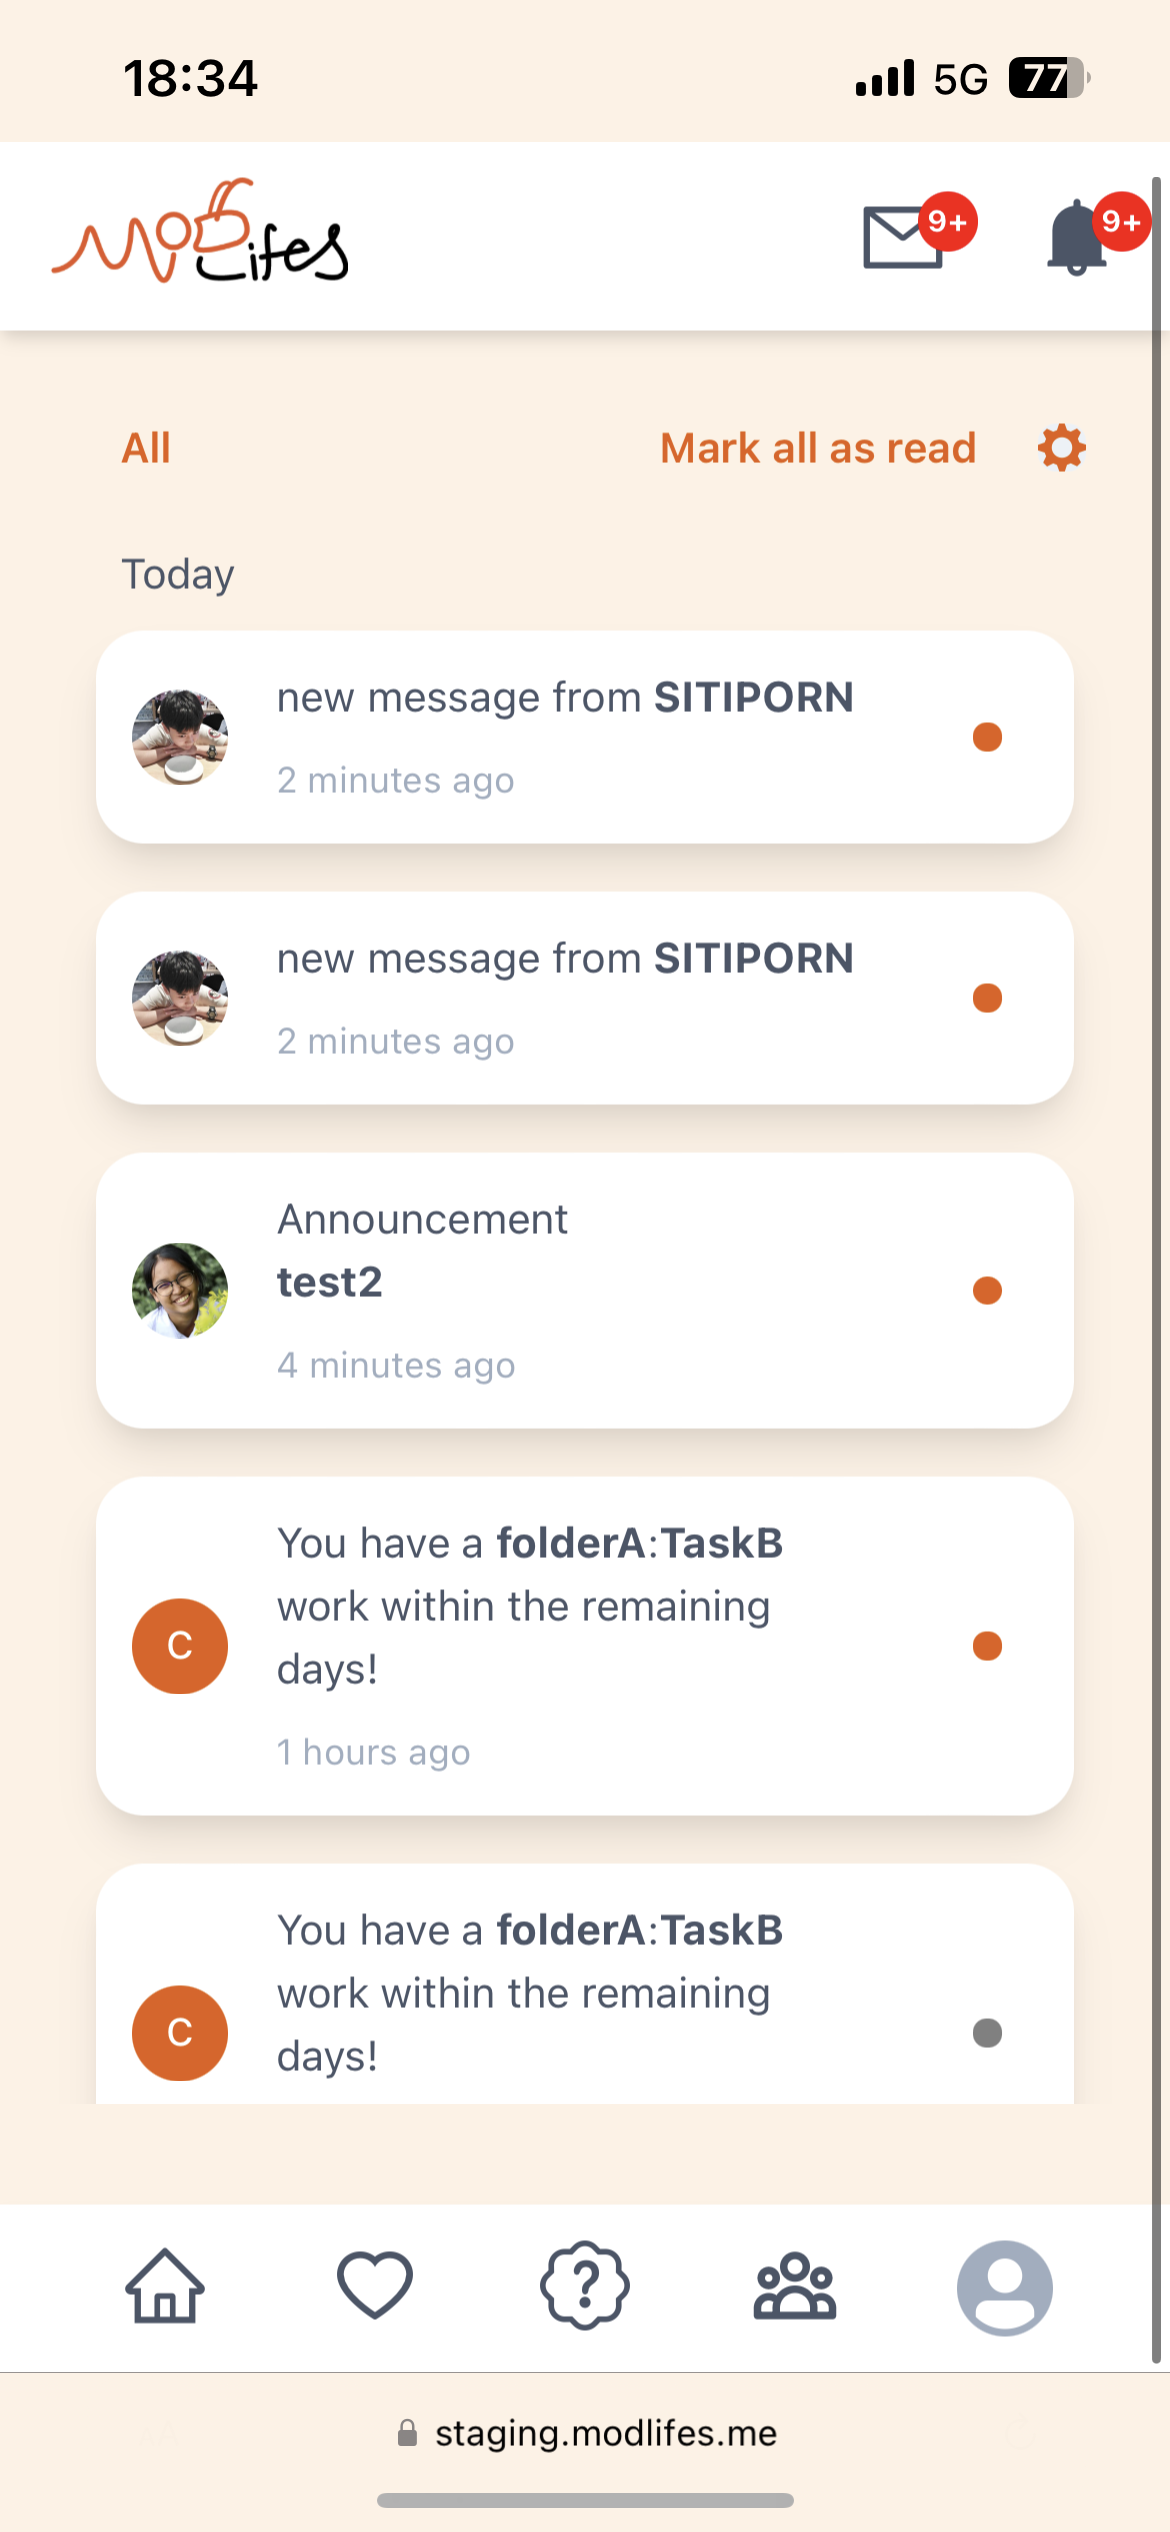 18:34 5G 77
ModLifes 9+ 9+
All Mark all as read
Today
new message from SITIPORN
2 minutes ago
new message from SITIPORN
2 minutes ago
Announcement
test2
4 minutes ago
You have a folderA:TaskB
work within the remaining
days!
C
1 hours ago
You have a folderA:TaskB
work within the remaining
days!
C
?
staging.modlifes.me